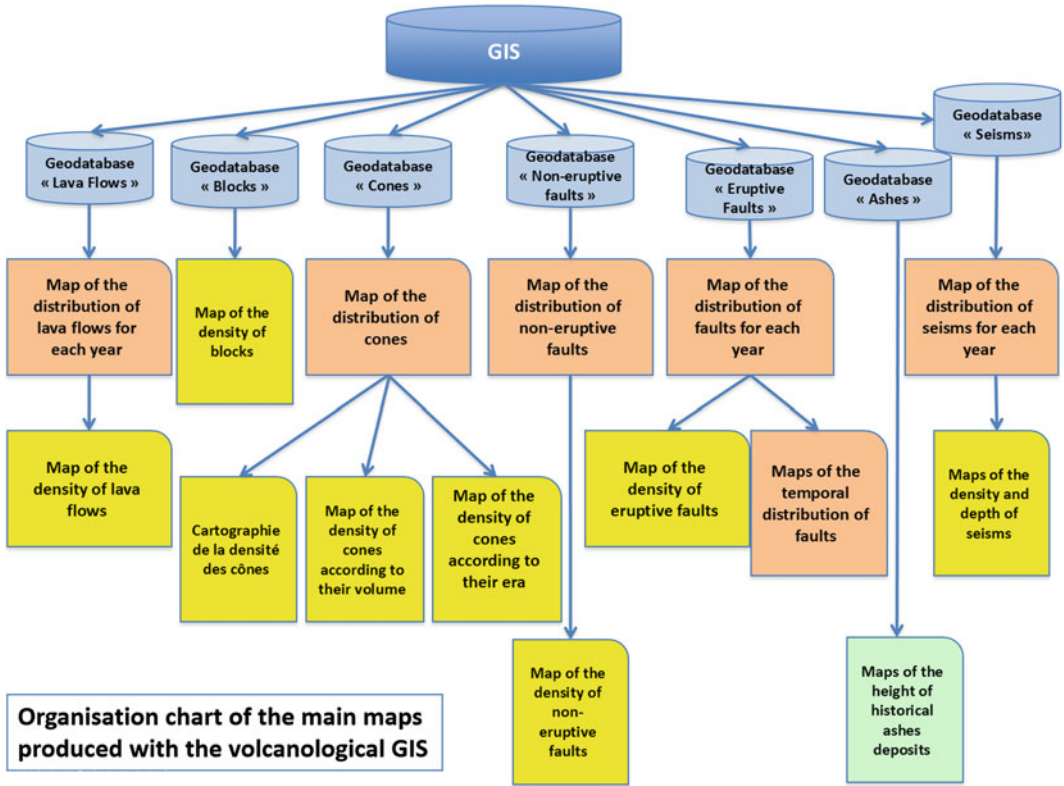 GIS
Geodatabase
« Seisms»
Geodatabase
« Lava Flows »
Geodatabase
« Blocks »
Geodatabase
« Cones »
Geodatabase
« Non-eruptive
faults »
Geodatabase
« Eruptive
Faults »
Geodatabase
« Ashes »
Map of the
distribution of
lava flows for
each year
Map of the
density of
blocks
Map of the
distribution of
cones
Map of the
distribution of
non-eruptive
faults
Map of the
distribution of
faults for each
year
Map of the
distribution of
seisms for each
year
Map of the
density of lava
flows
Cartographie
de la densité
des cônes
Map of the
density of
cones
according to
their volume
Map of the
density of
cones
according to
their era
Map of the
density of
eruptive faults
Maps of the
temporal
distribution of
faults
Maps of the
density and
depth of
seisms
Map of the
density of
non-
eruptive
faults
Maps of the
height of
historical
ashes
deposits
Organisation chart of the main maps
produced with the volcanological GIS